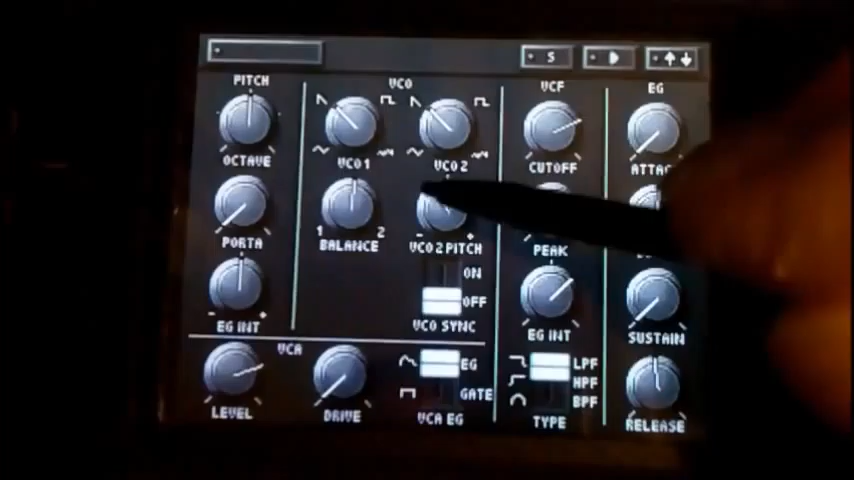 S
PITCH
VCO
VCF
EG
OCTAVE
VCO 1
VCO 2
CUTOFF
PORTA
1
2
BALANCE
- +
VCO 2 PITCH
PEAK
ON
OFF
VCO SYNC
- +
EG INT
EG INT
SUSTAIN
VCA
EG
GATE
VCA EG
LEVEL
DRIVE
LPF
HPF
BPF
TYPE
RELEASE